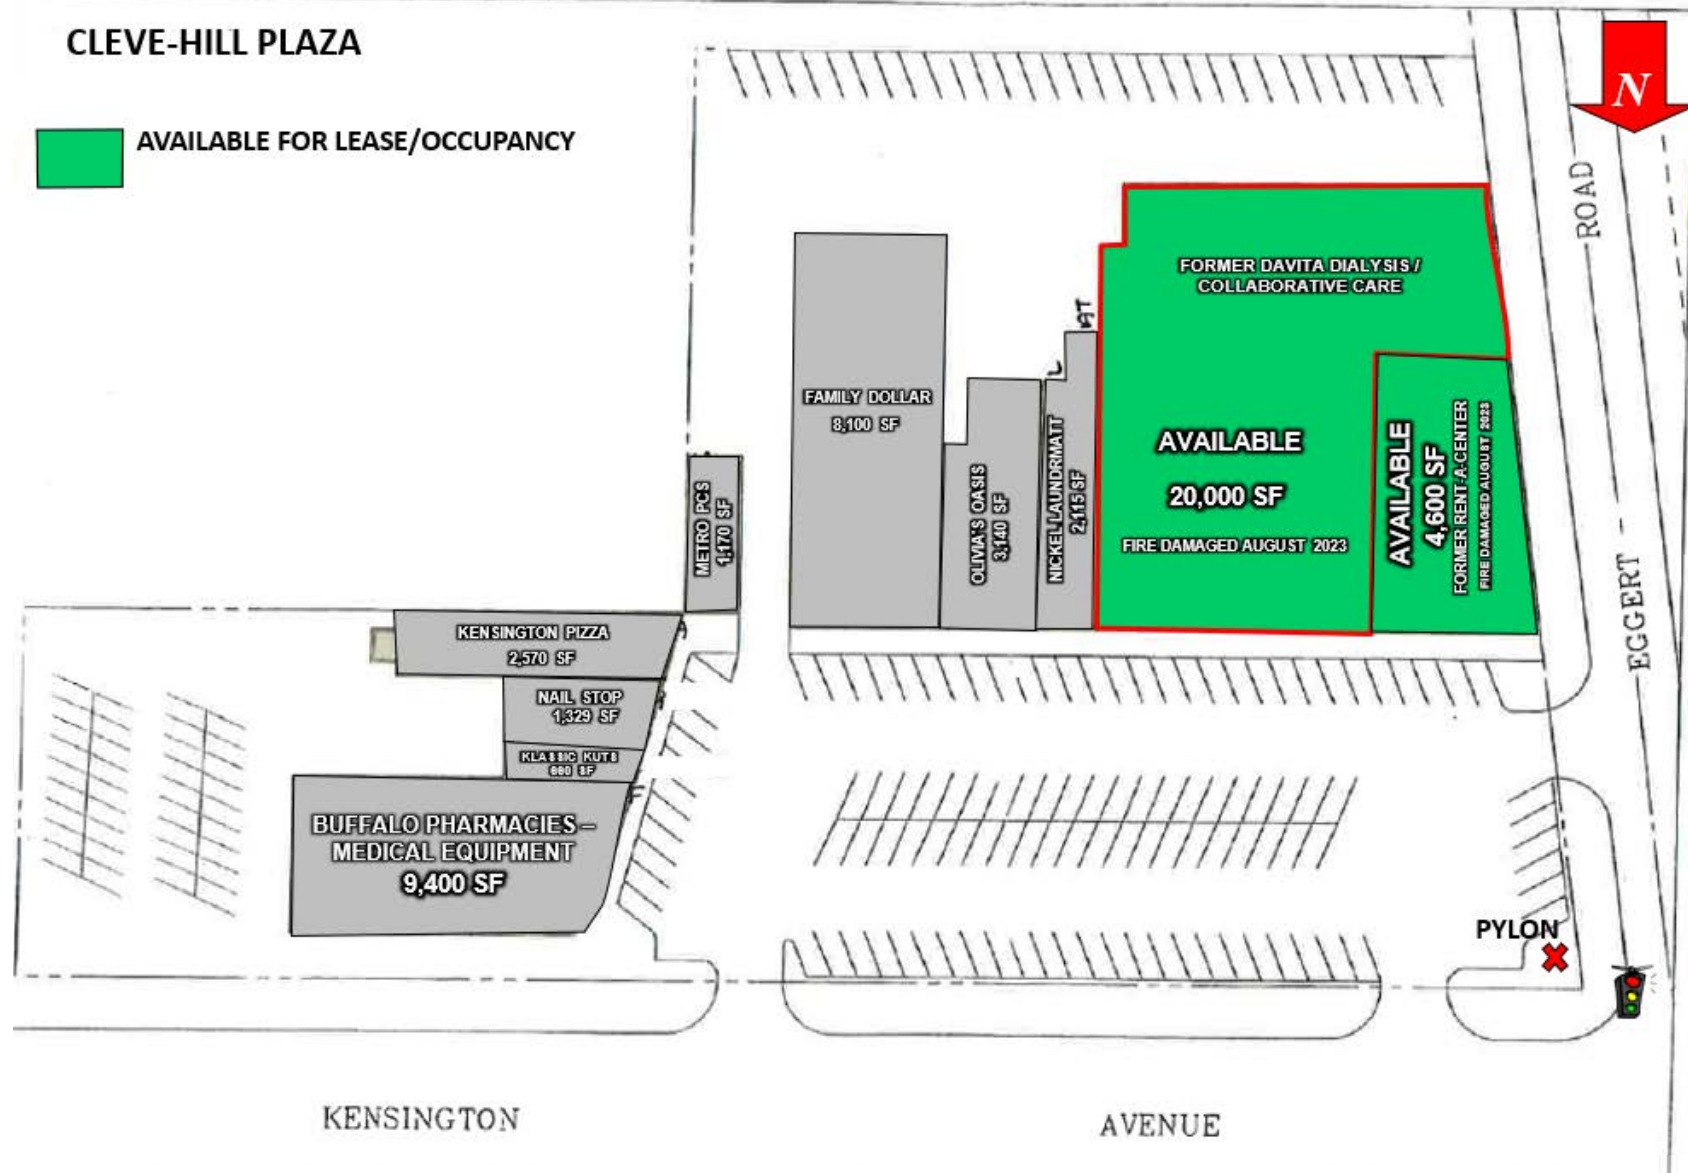 CLEVE-HILL PLAZA
AVAILABLE FOR LEASE/OCCUPANCY
N
ROAD
EGGERT
FORMER DAVITA DIALYSIS /
COLLABORATIVE CARE
AVAILABLE
20,000 SF
FIRE DAMAGED AUGUST 2023
AVAILABLE
4,600 SF
FORMER RENT-A-CENTER
FIRE DAMAGED AUGUST 2023
FAMILY DOLLAR
8,100 SF
OLIVIA'S OASIS
3,140 SF
L
AT
NICKEL LAUNDRMATT
2,115 SF
METRO PCS
1,170 SF
KENSINGTON PIZZA
2,570 SF
NAIL STOP
1,329 SF
KLASSIC KUTS
SF
BUFFALO PHARMACIES –
MEDICAL EQUIPMENT
9,400 SF
PYLON
KENSINGTON
AVENUE